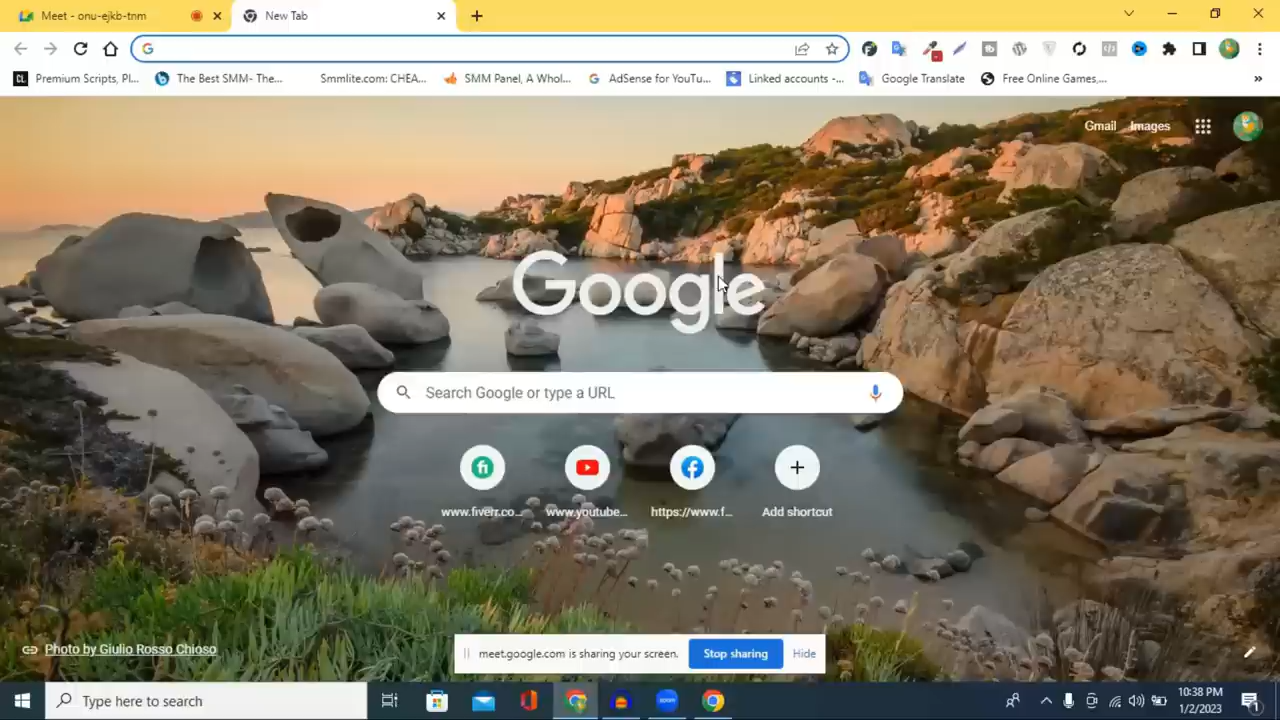 Meet - onu-ejkb-tnm
New Tab
Premium Scripts, Pl...
The Best SMM- The...
Smmlite.com: CHEA...
SMM Panel, A Whol...
AdSense for YouTu...
Linked accounts -...
Google Translate
Free Online Games,...
»
Gmail Images
Google
Search Google or type a URL
www.fiverr.co... www.youtube... https://www.f... Add shortcut
Photo by Giulio Rosso Chioso
meet.google.com is sharing your screen. Stop sharing Hide
Type here to search
10:38 PM
1/2/2023